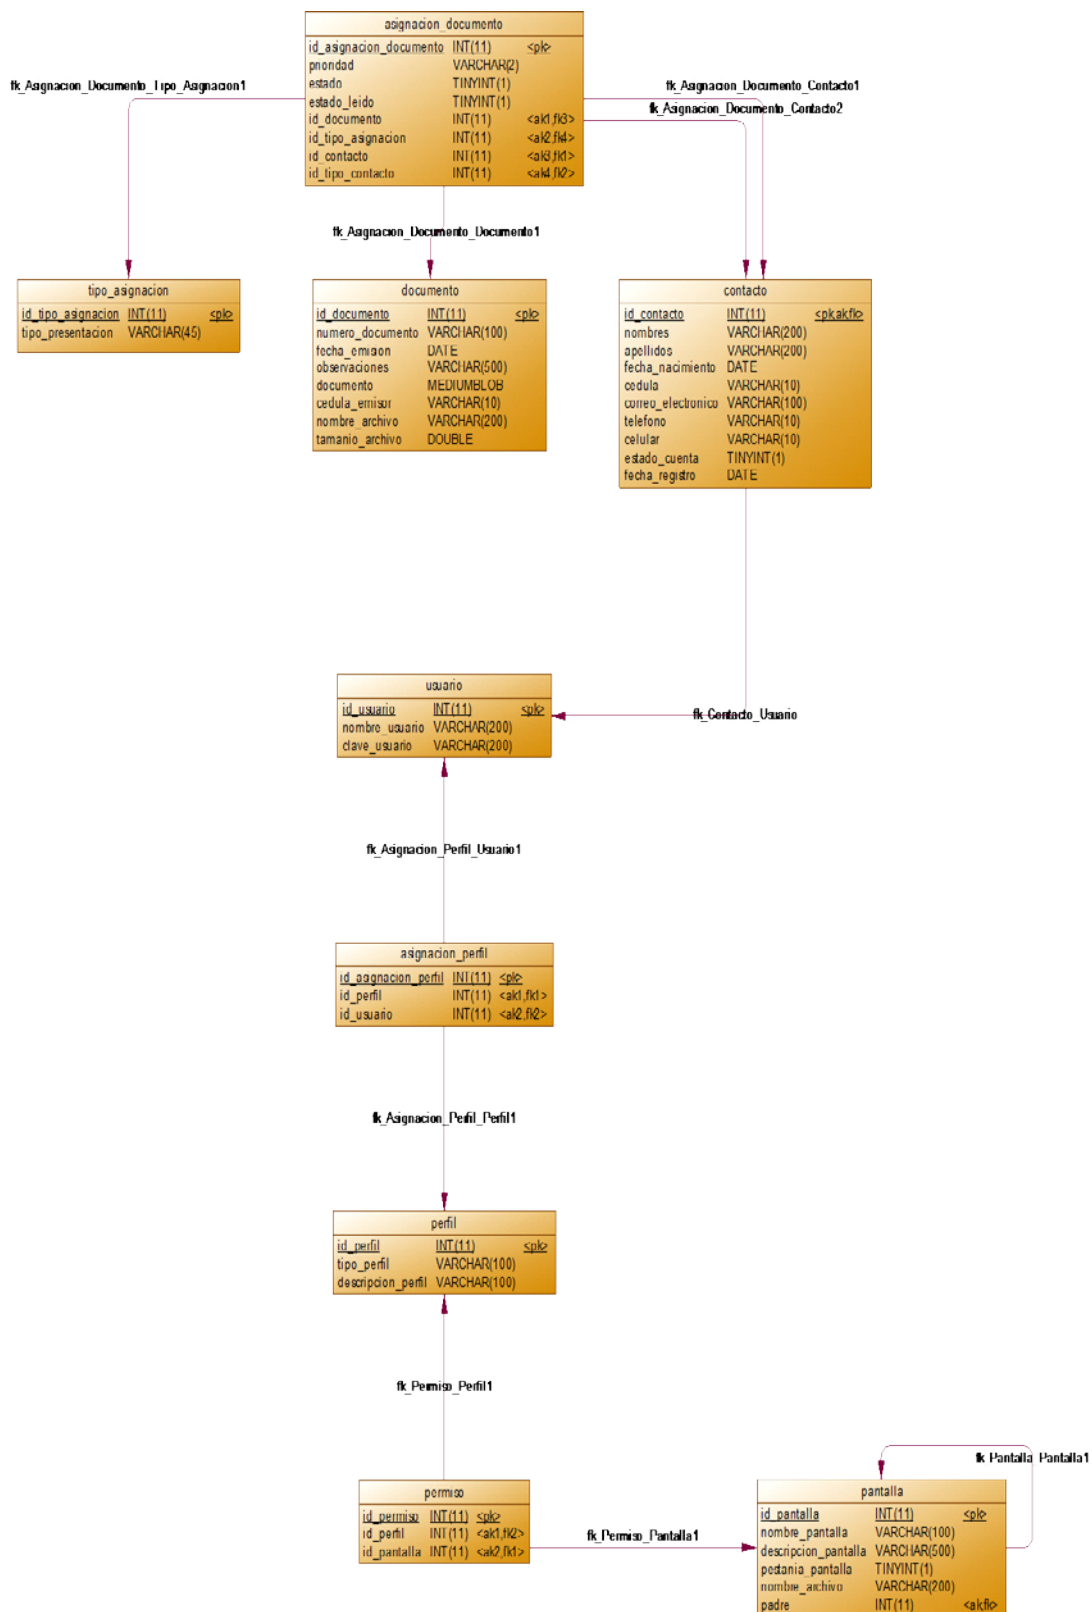 asignacion_documento
id_asignacion_documento INT(11) <pk>
prioridad VARCHAR(2)
estado TINYINT(1)
estado_leido TINYINT(1)
id_documento INT(11) <ak1,fk3>
id_tipo_asignacion INT(11) <ak2,fk4>
id_contacto INT(11) <ak3,fk1>
id_tipo_contacto INT(11) <ak4,fk2>
fk_Asignacion_Documento_Tipo_Asignacion1
fk_Asignacion_Documento_Contacto1
fk_Asignacion_Documento_Contacto2
fk_Asignacion_Documento_Documento1
tipo_asignacion
id_tipo_asignacion INT(11) <pk>
tipo_presentacion VARCHAR(45)
documento
id_documento INT(11) <pk>
numero_documento VARCHAR(100)
fecha_emision DATE
observaciones VARCHAR(500)
documento MEDIUMBLOB
cedula_emisor VARCHAR(10)
nombre_archivo VARCHAR(200)
tamanio_archivo DOUBLE
contacto
id_contacto INT(11) <pk,ak,fk>
nombres VARCHAR(200)
apellidos VARCHAR(200)
fecha_nacimiento DATE
cedula VARCHAR(10)
correo_electronico VARCHAR(100)
telefono VARCHAR(10)
celular VARCHAR(10)
estado_cuenta TINYINT(1)
fecha_registro DATE
usuario
id_usuario INT(11) <pk>
nombre_usuario VARCHAR(200)
clave_usuario VARCHAR(200)
fk_Contacto_Usuario
fk_Asignacion_Perfil_Usuario1
asignacion_perfil
id_asignacion_perfil INT(11) <pk>
id_perfil INT(11) <ak1,fk1>
id_usuario INT(11) <ak2,fk2>
fk_Asignacion_Perfil_Perfil1
perfil
id_perfil INT(11) <pk>
tipo_perfil VARCHAR(100)
descripcion_perfil VARCHAR(100)
fk_Permiso_Perfil1
permiso
id_permiso INT(11) <pk>
id_perfil INT(11) <ak1,fk2>
id_pantalla INT(11) <ak2,fk1>
fk_Permiso_Pantalla1
fk_Pantalla_Pantalla1
pantalla
id_pantalla INT(11) <pk>
nombre_pantalla VARCHAR(100)
descripcion_pantalla VARCHAR(500)
pestania_pantalla TINYINT(1)
nombre_archivo VARCHAR(200)
padre INT(11) <ak,fk>